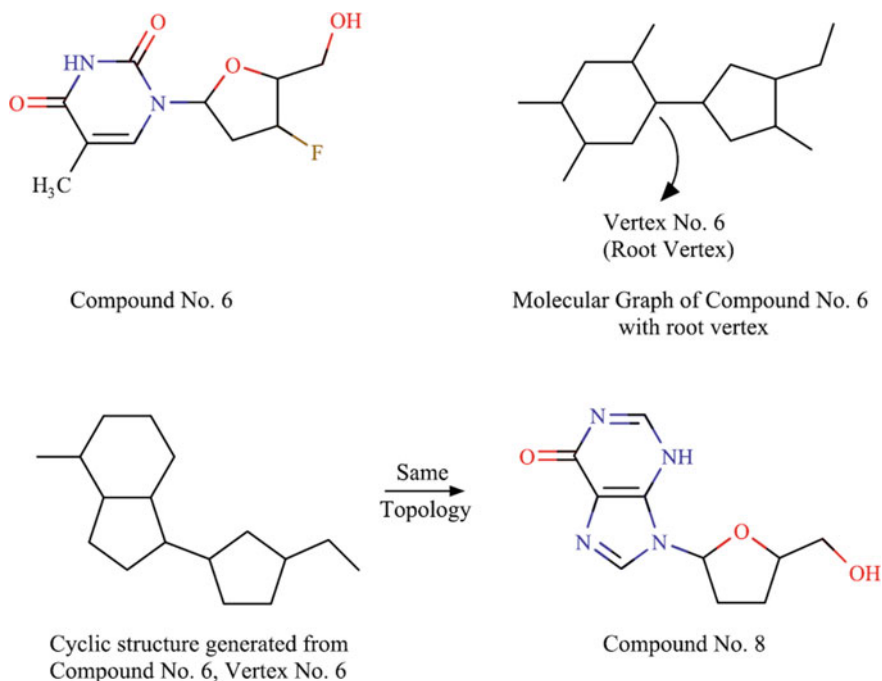 O
OH
HN
O
O
N
F
H₃C
Compound No. 6
Vertex No. 6
(Root Vertex)
Molecular Graph of Compound No. 6
with root vertex
Same
Topology
Cyclic structure generated from
Compound No. 6, Vertex No. 6
N
O
NH
N
N
O
OH
Compound No. 8